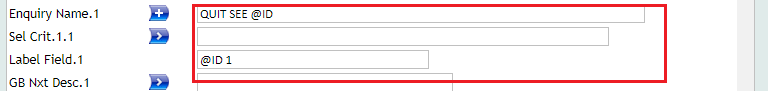 Enquiry Name.1 QUIT SEE @ID
Sel Crit.1.1
Label Field.1 @ID 1
GB Nxt Desc.1